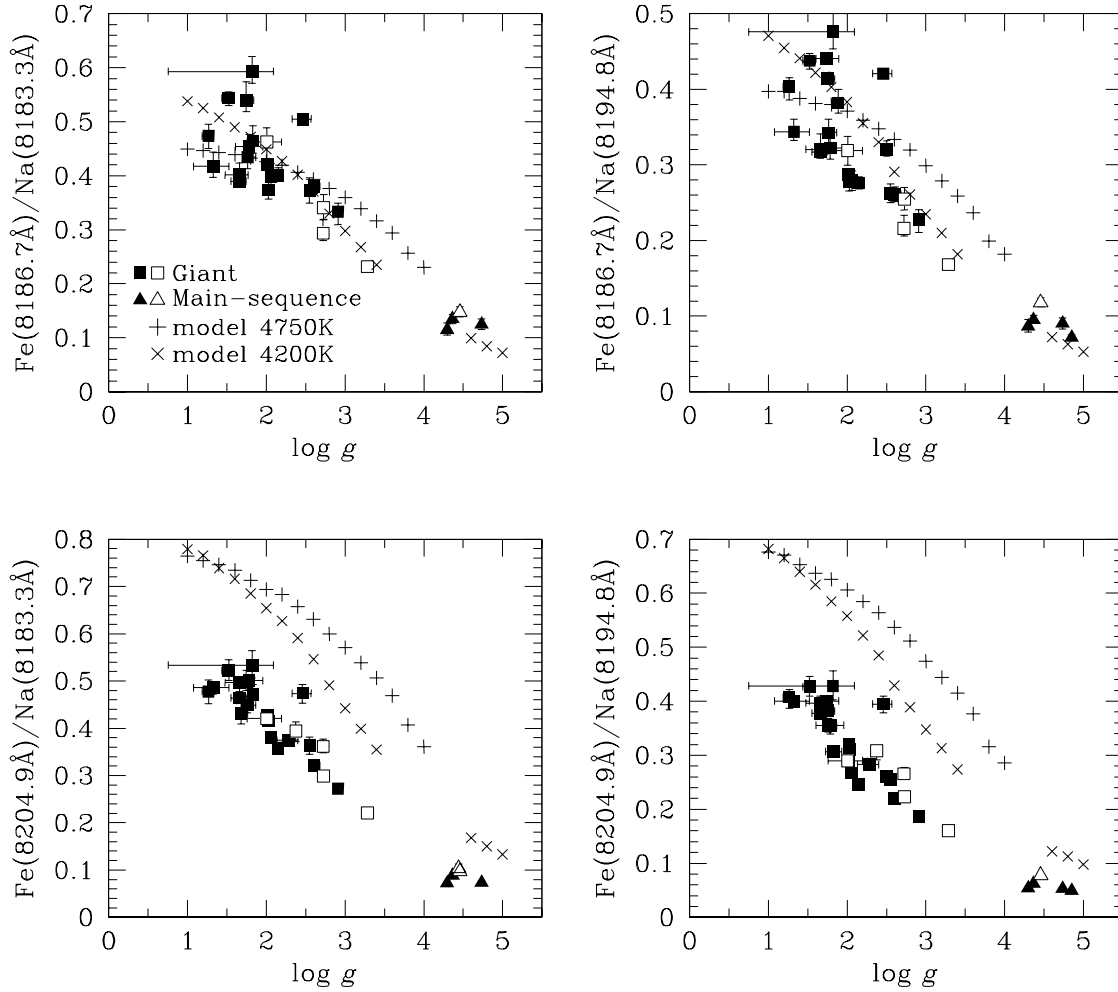 0.7
0.6
0.5
0.4
0.3
0.2
0.1
0
Fe(8186.7Å)/Na(8183.3Å)
Giant
Main-sequence
model 4750K
model 4200K
0 1 2 3 4 5
log g
0.5
0.4
0.3
0.2
0.1
0
Fe(8186.7Å)/Na(8194.8Å)
0 1 2 3 4 5
log g
0.8
0.7
0.6
0.5
0.4
0.3
0.2
0.1
0
Fe(8204.9Å)/Na(8183.3Å)
0 1 2 3 4 5
log g
0.7
0.6
0.5
0.4
0.3
0.2
0.1
0
Fe(8204.9Å)/Na(8194.8Å)
0 1 2 3 4 5
log g